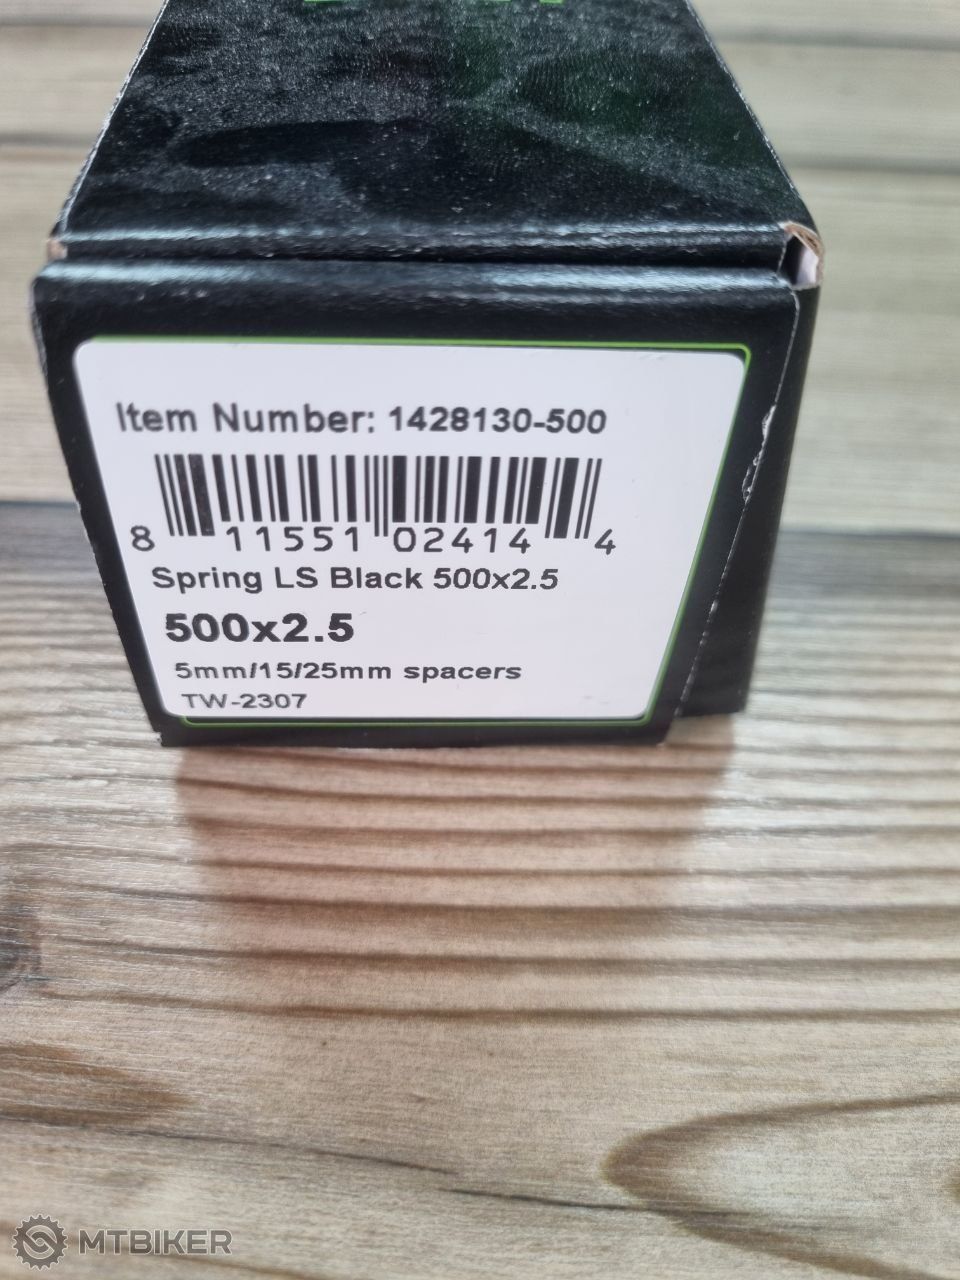 Item Number: 1428130-500
8 11551 02414 4
Spring LS Black 500x2.5
500x2.5
5mm/15/25mm spacers
TW-2307
MTBIKER